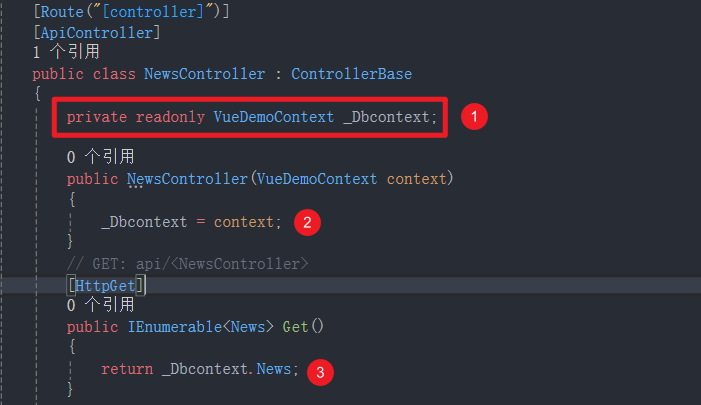 [Route("[controller]")]
[ApiController]
1 个引用
public class NewsController : ControllerBase
{
private readonly VueDemoContext _Dbcontext; 1
0 个引用
public NewsController(VueDemoContext context)
{
_Dbcontext = context; 2
}
// GET: api/<NewsController>
[HttpGet]
0 个引用
public IEnumerable<News> Get()
{
return _Dbcontext.News; 3
}